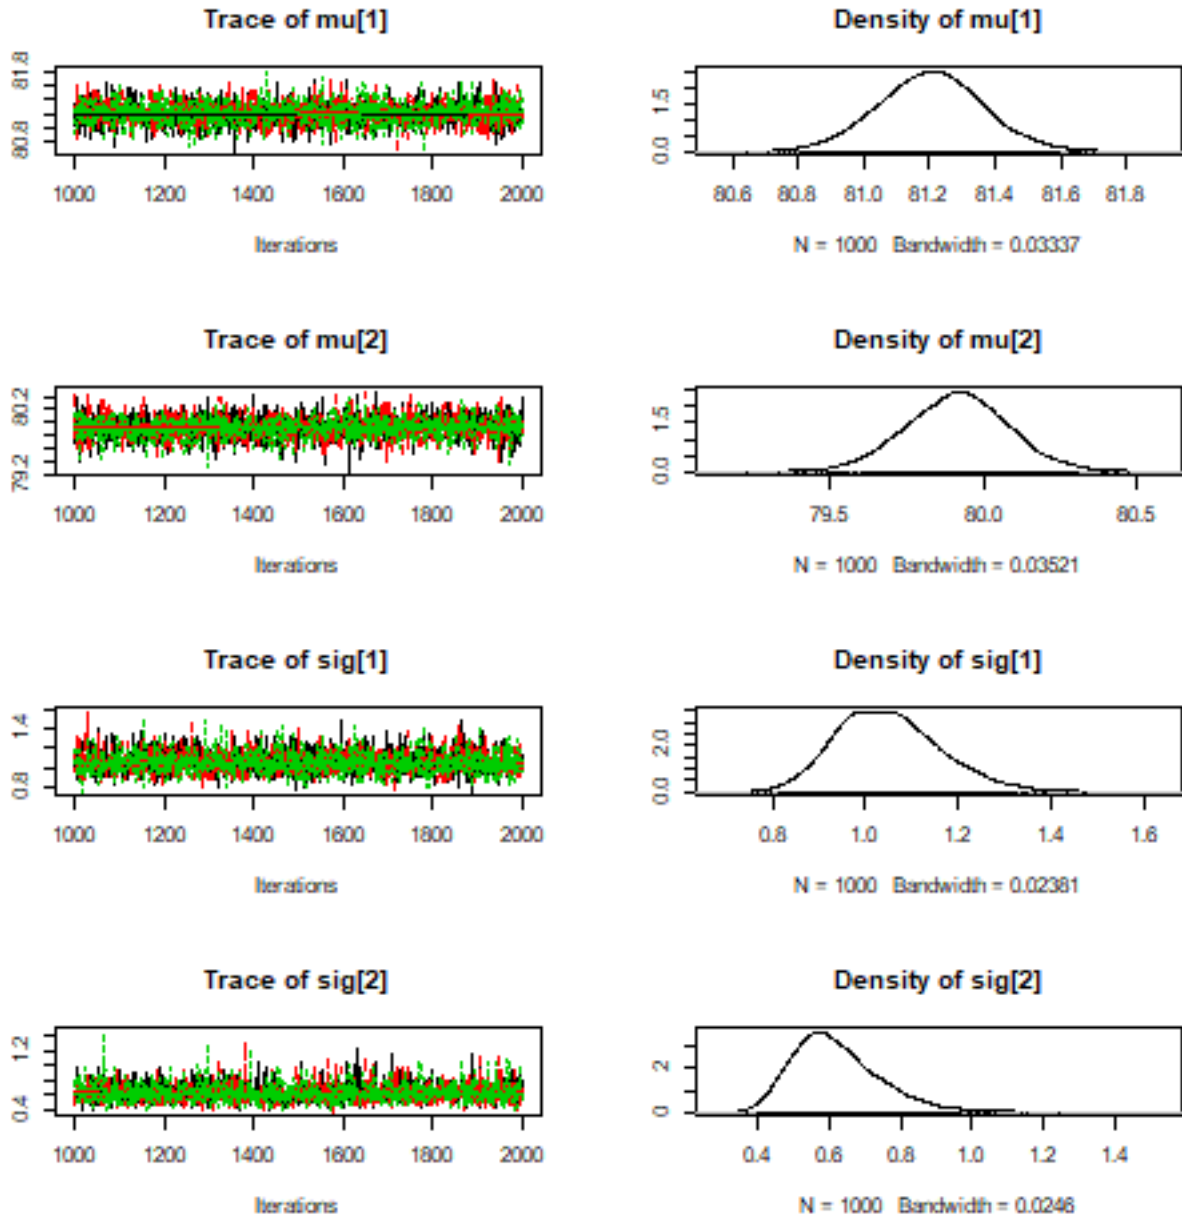 Trace of mu[1]
Density of mu[1]
81.8
80.8
1000 1200 1400 1600 1800 2000
Iterations
1.5
0.0
80.6 80.8 81.0 81.2 81.4 81.6 81.8
N = 1000 Bandwidth = 0.03337
Trace of mu[2]
Density of mu[2]
80.2
79.2
1000 1200 1400 1600 1800 2000
Iterations
1.5
0.0
79.5 80.0 80.5
N = 1000 Bandwidth = 0.03521
Trace of sig[1]
Density of sig[1]
1.4
0.8
1000 1200 1400 1600 1800 2000
Iterations
2.0
0.0
0.8 1.0 1.2 1.4 1.6
N = 1000 Bandwidth = 0.02381
Trace of sig[2]
Density of sig[2]
1.2
0.4
1000 1200 1400 1600 1800 2000
Iterations
2
0
0.4 0.6 0.8 1.0 1.2 1.4
N = 1000 Bandwidth = 0.0246